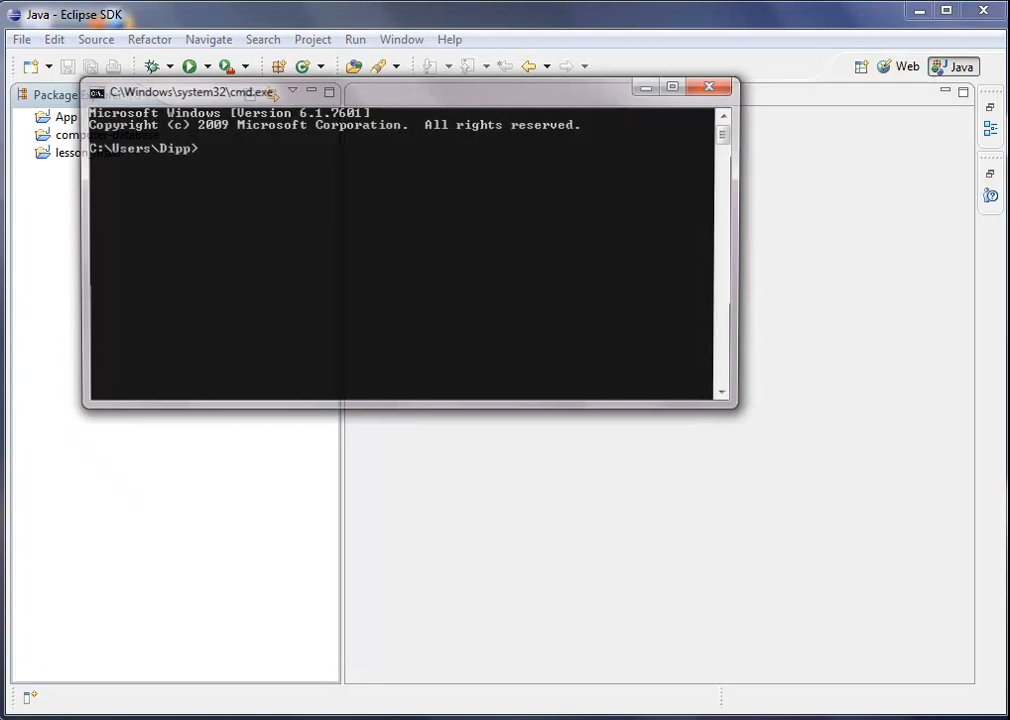 Java - Eclipse SDK
File Edit Source Refactor Navigate Search Project Run Window Help
Web Java
Package
C:\Windows\system32\cmd.exe
App
Microsoft Windows [Version 6.1.7601]
Copyright (c) 2009 Microsoft Corporation. All rights reserved.
C:\Users\Dipp>